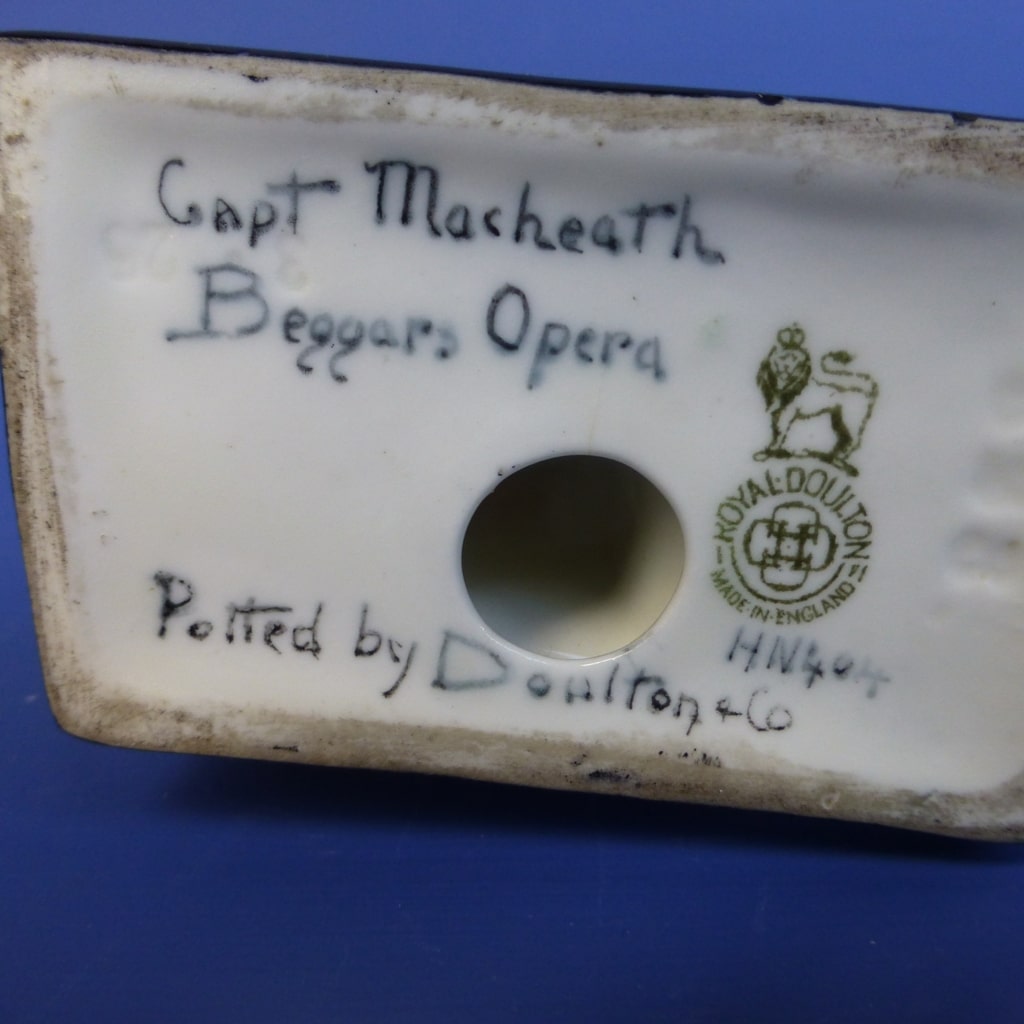 Capt Macheath
Beggars Opera
ROYAL·DOULTON
MADE·IN·ENGLAND
HN464
Potted by Doulton & Co